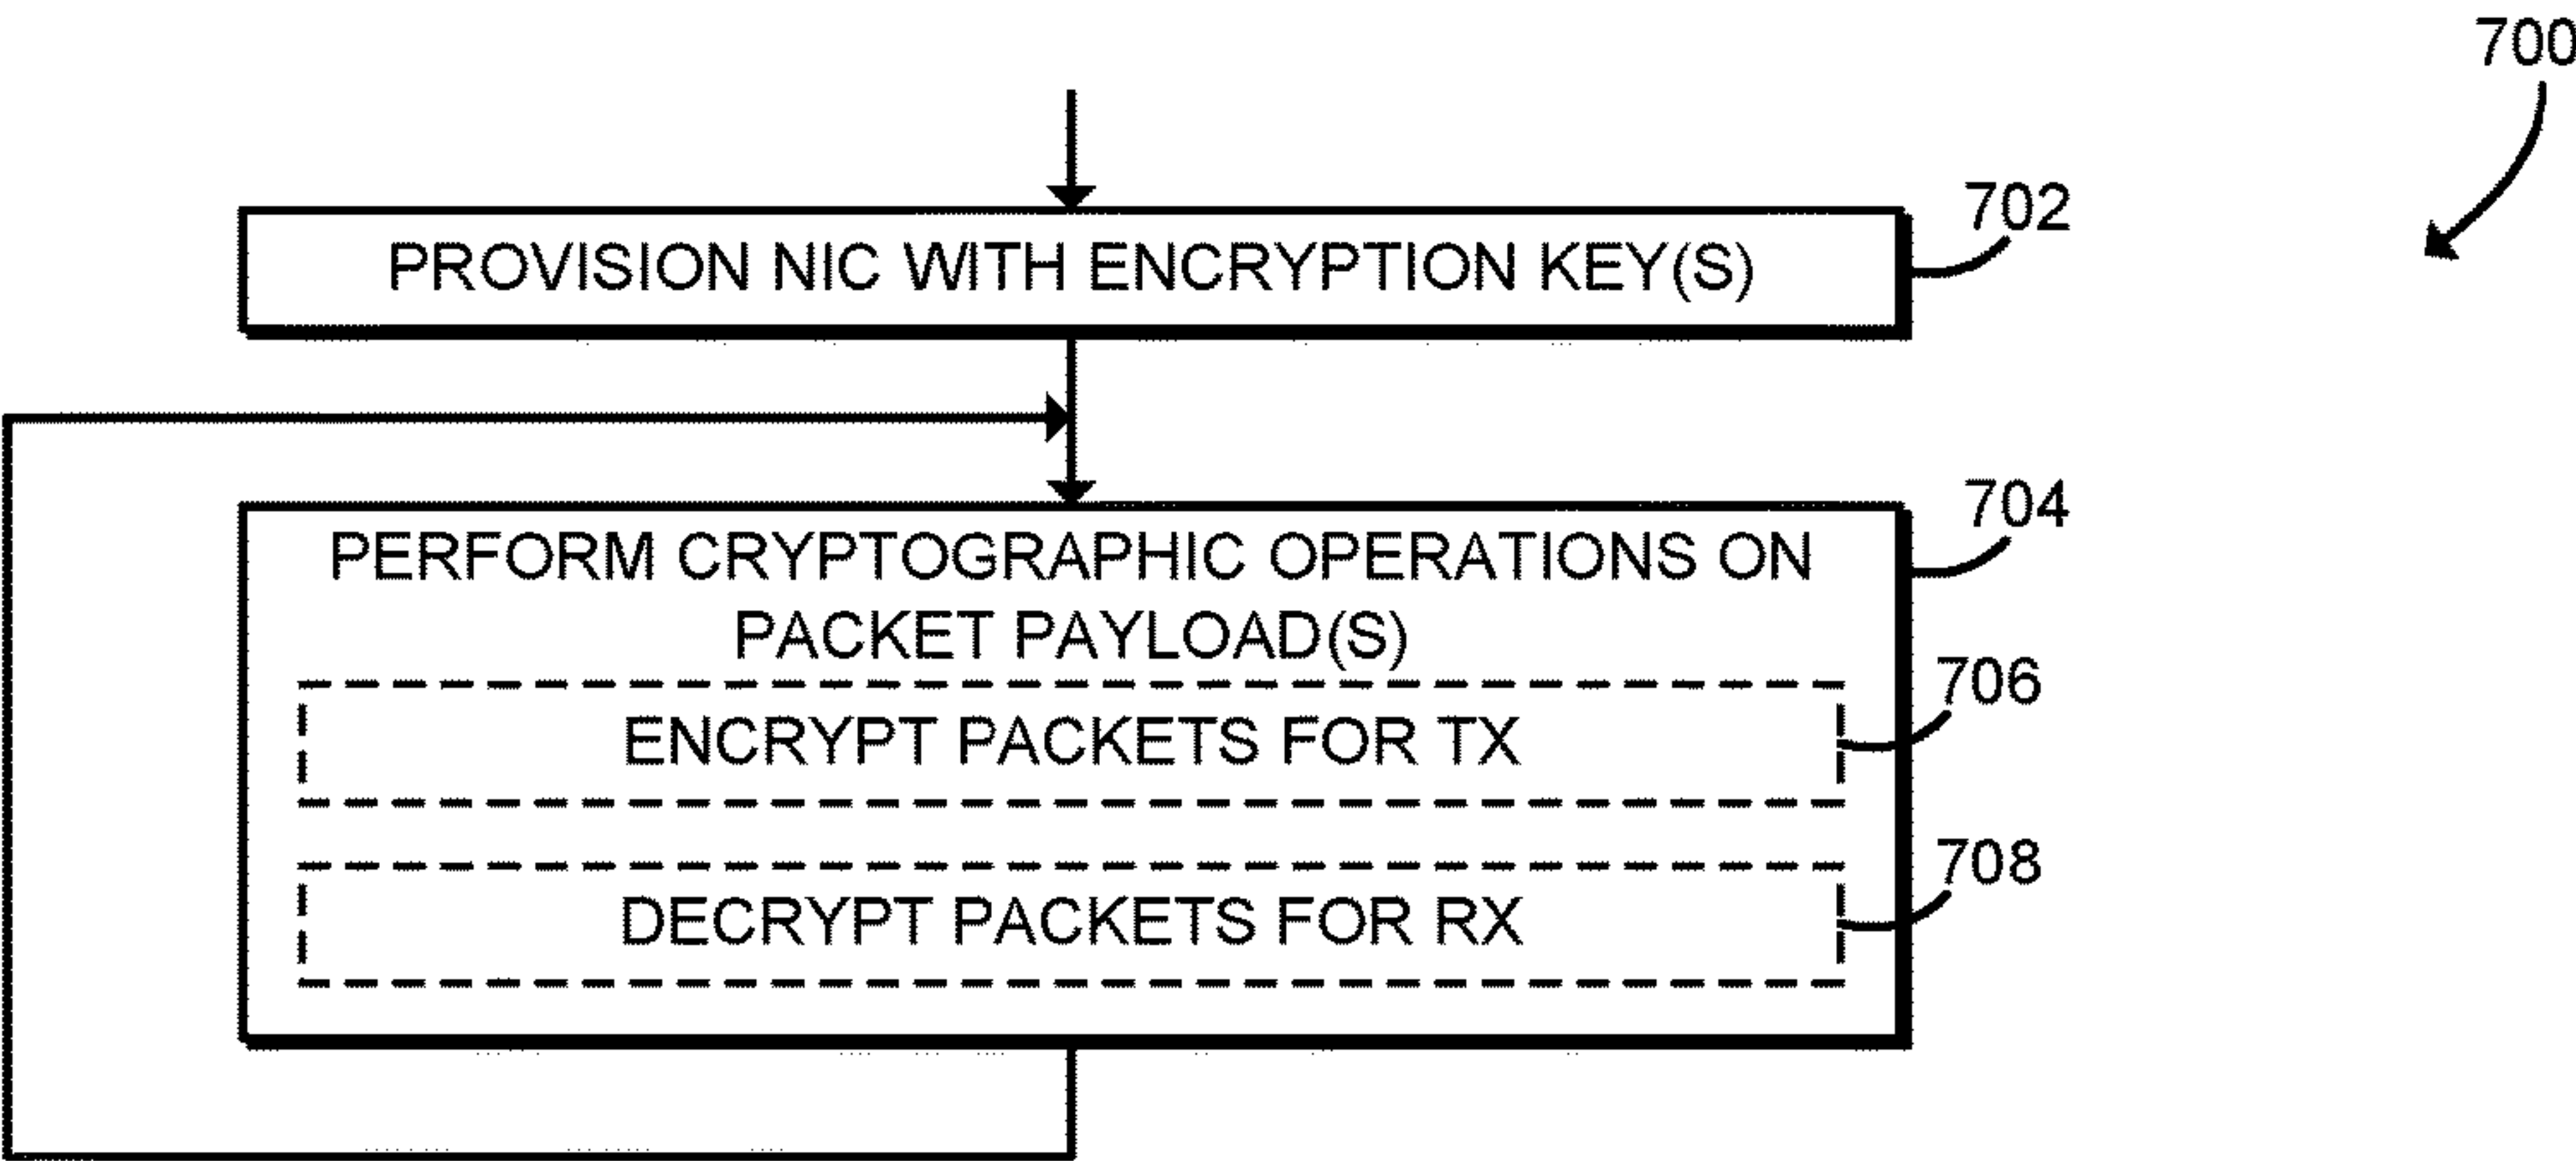 700
702
PROVISION NIC WITH ENCRYPTION KEY(S)
704
PERFORM CRYPTOGRAPHIC OPERATIONS ON
PACKET PAYLOAD(S)
706
ENCRYPT PACKETS FOR TX
708
DECRYPT PACKETS FOR RX